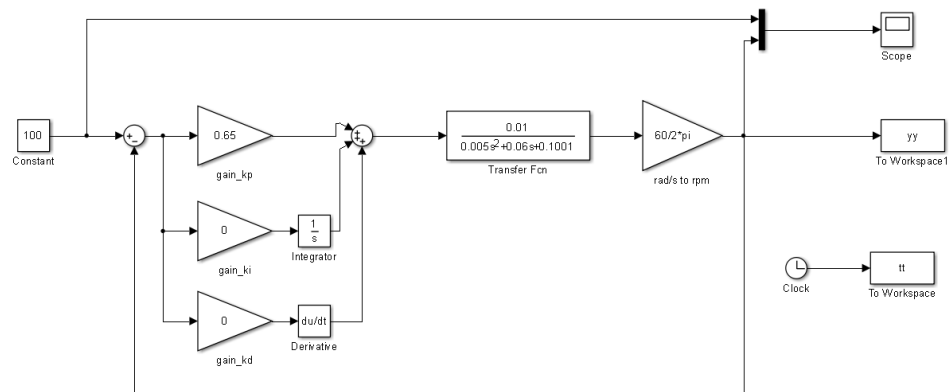 Scope
100
Constant
0.65
gain_kp
0.01
0.005s²+0.06s+0.1001
Transfer Fcn
60/2*pi
rad/s to rpm
yy
To Workspace1
0
gain_ki
1
s
Integrator
Clock
tt
To Workspace
0
gain_kd
du/dt
Derivative